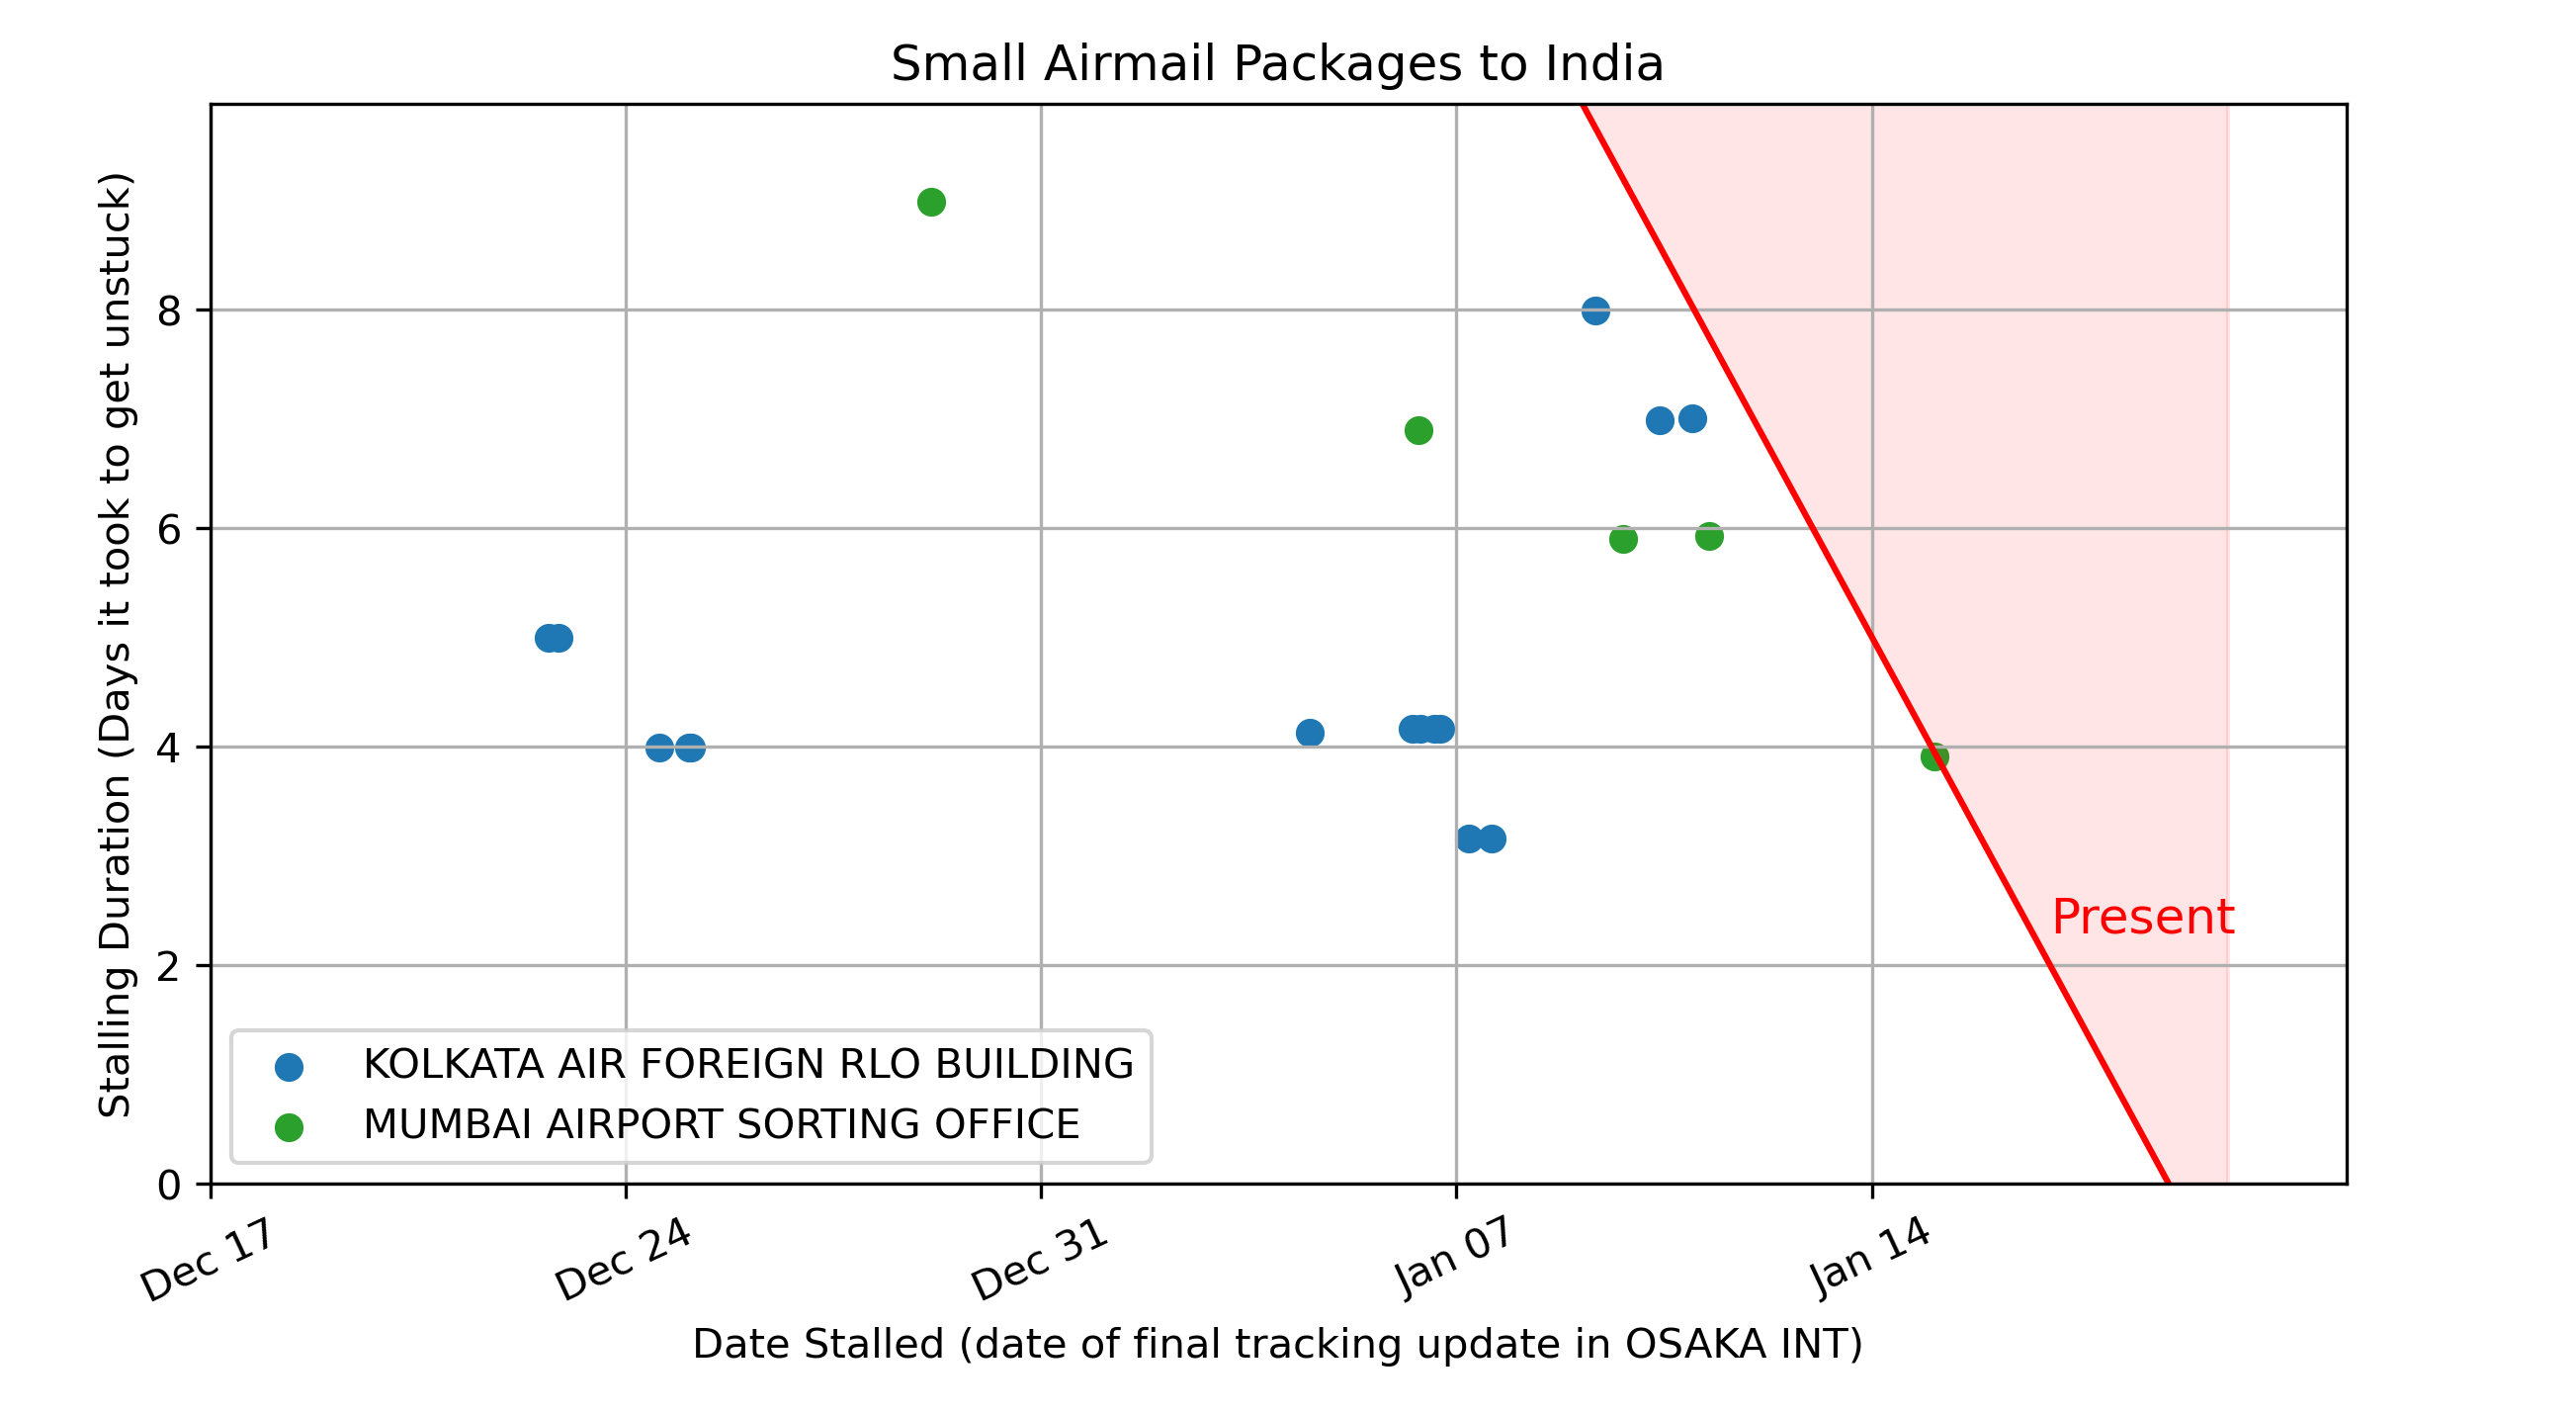 Small Airmail Packages to India
Stalling Duration (Days it took to get unstuck)
8
6
4
2
0
Present
KOLKATA AIR FOREIGN RLO BUILDING
MUMBAI AIRPORT SORTING OFFICE
Dec 17
Dec 24
Dec 31
Jan 07
Jan 14
Date Stalled (date of final tracking update in OSAKA INT)